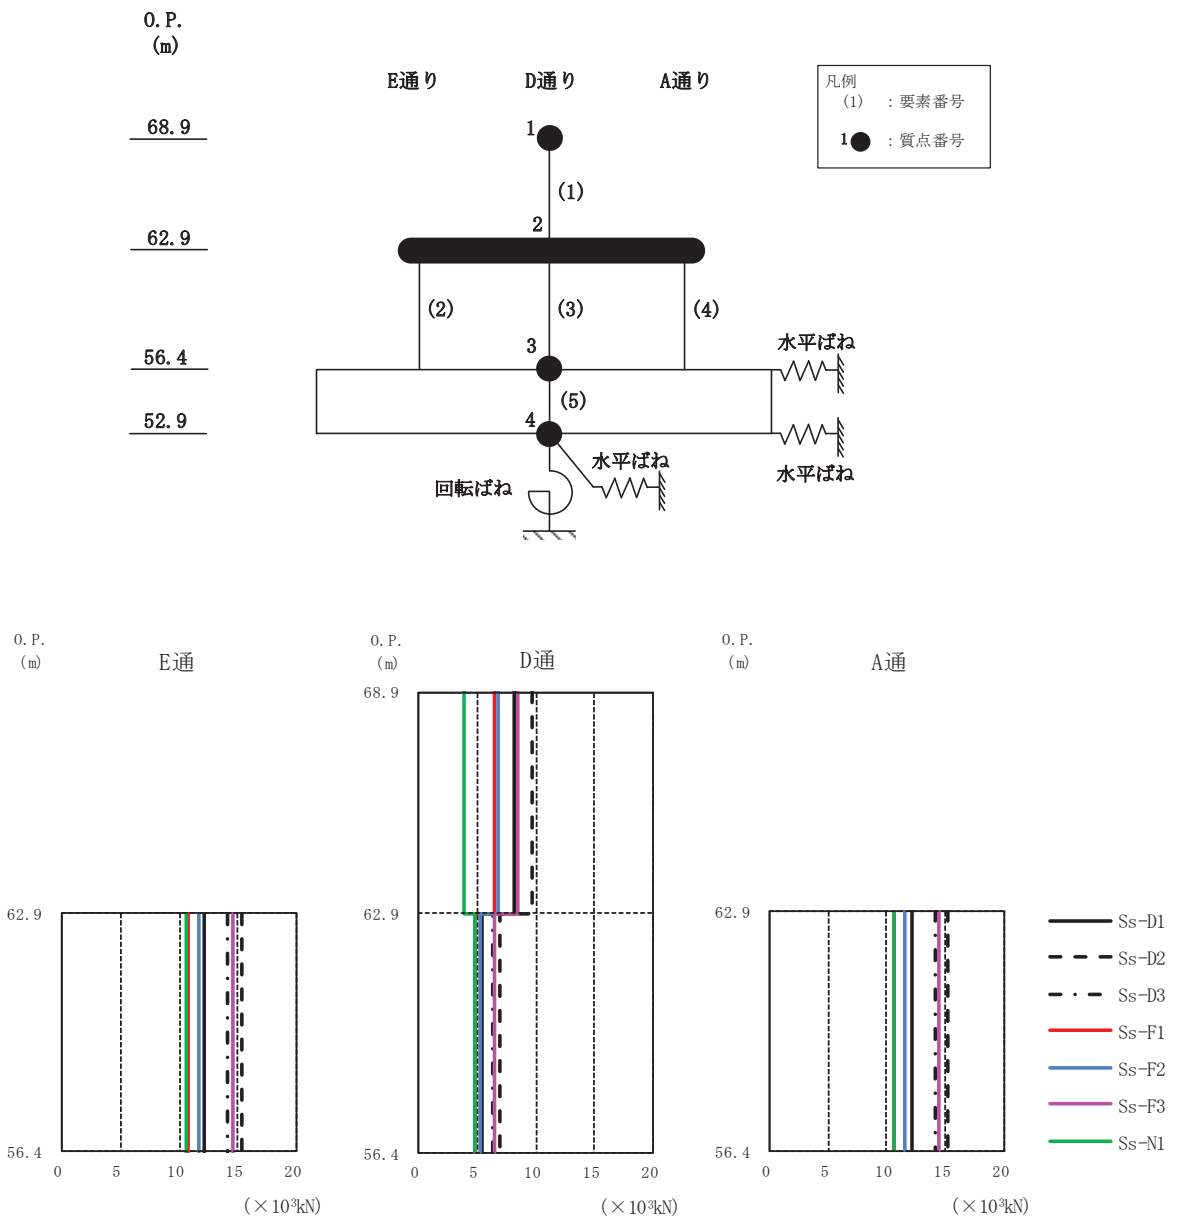 O.P.
(m)
E通り
D通り
A通り
凡例
(1) : 要素番号
1 : 質点番号
68.9
1
(1)
62.9
2
(2)
(3)
(4)
56.4
3
水平ばね
(5)
52.9
4
水平ばね
水平ばね
回転ばね
O.P.
(m)
E通
62.9
56.4
0 5 10 15 20
(×10³kN)
O.P.
(m)
D通
68.9
62.9
56.4
0 5 10 15 20
(×10³kN)
O.P.
(m)
A通
62.9
56.4
0 5 10 15 20
(×10³kN)
Ss-D1
Ss-D2
Ss-D3
Ss-F1
Ss-F2
Ss-F3
Ss-N1